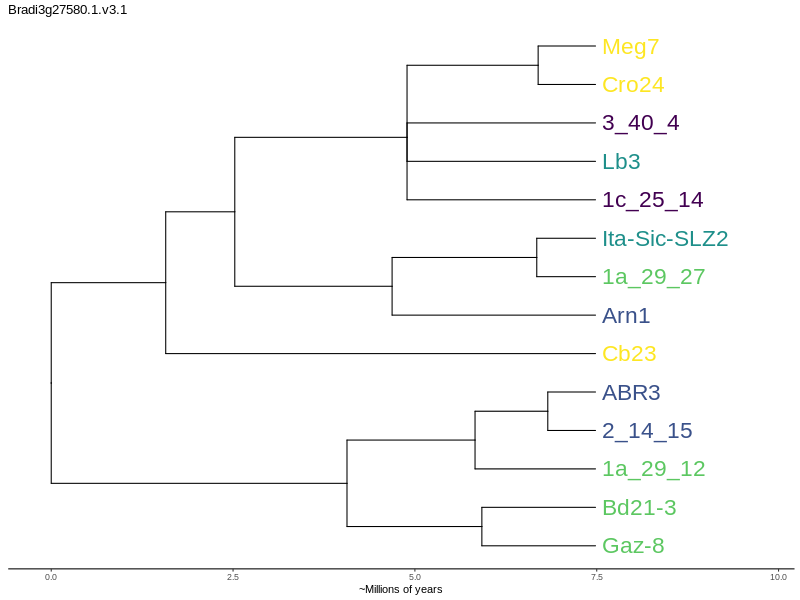 Bradi3g27580.1.v3.1
Meg7
Cro24
3_40_4
Lb3
1c_25_14
Ita-Sic-SLZ2
1a_29_27
Arn1
Cb23
ABR3
2_14_15
1a_29_12
Bd21-3
Gaz-8
0.0 2.5 5.0 7.5 10.0
~Millions of years